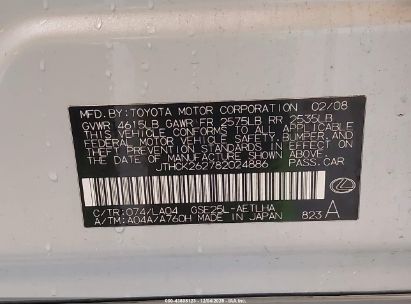 MFD. BY: TOYOTA MOTOR CORPORATION 02/08
GVWR 4615LB GAWR FR 2575LB RR 2535LB
THIS VEHICLE CONFORMS TO ALL APPLICABLE
FEDERAL MOTOR VEHICLE SAFETY, BUMPER, AND
THEFT PREVENTION STANDARDS IN EFFECT ON THE
DATE OF MANUFACTURE SHOWN ABOVE.
JTHCK262782024886 PASS. CAR
C/TR: 074/LA04 GSE25L-AETLHA
A/TM: A04A/A760H MADE IN JAPAN 823 A